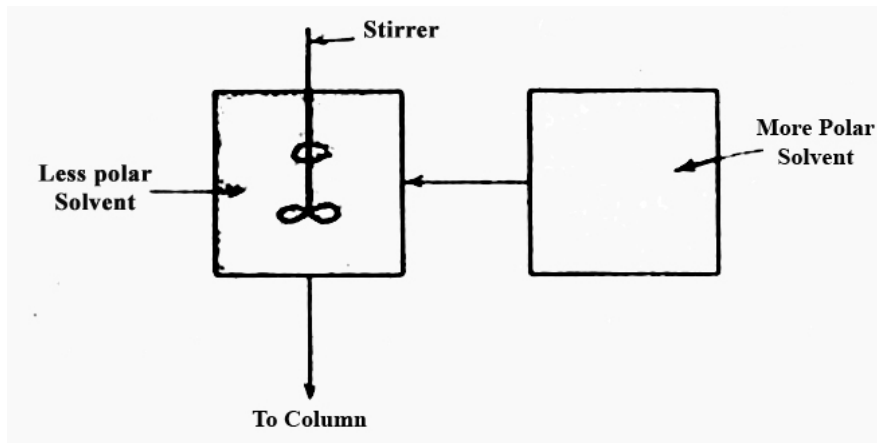 Stirrer
More Polar
Solvent
Less polar
Solvent
To Column